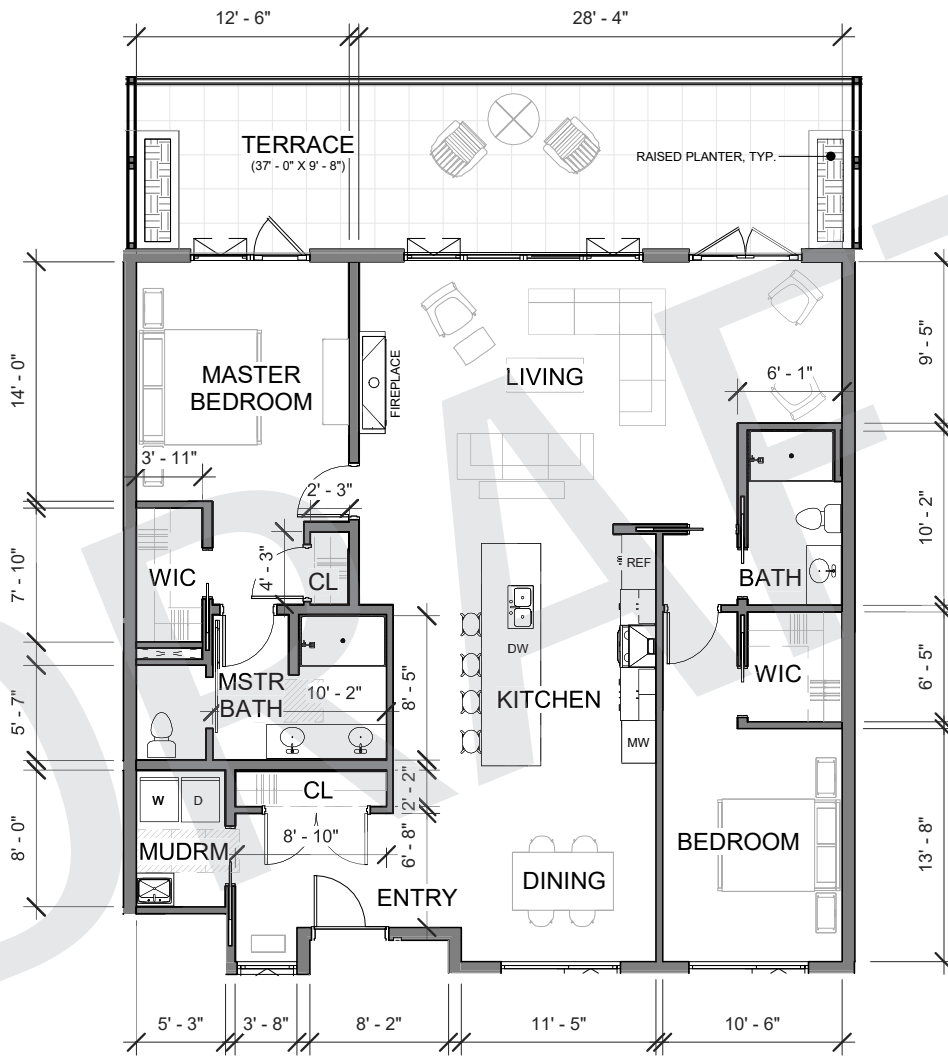 12' - 6"
28' - 4"
TERRACE
(37' - 0" X 9' - 8")
RAISED PLANTER, TYP.
14' - 0"
MASTER
BEDROOM
FIREPLACE
LIVING
6' - 1"
9' - 5"
3' - 11"
2' - 3"
7' - 10"
WIC
4' - 3"
CL
REF
BATH
10' - 2"
DW
MSTR
BATH
10' - 2"
8' - 5"
KITCHEN
WIC
6' - 5"
5' - 7"
MW
W
D
CL
2' - 2"
8' - 0"
MUDRM
8' - 10"
6' - 8"
ENTRY
DINING
BEDROOM
13' - 8"
5' - 3"
3' - 8"
8' - 2"
11' - 5"
10' - 6"
DRAFT